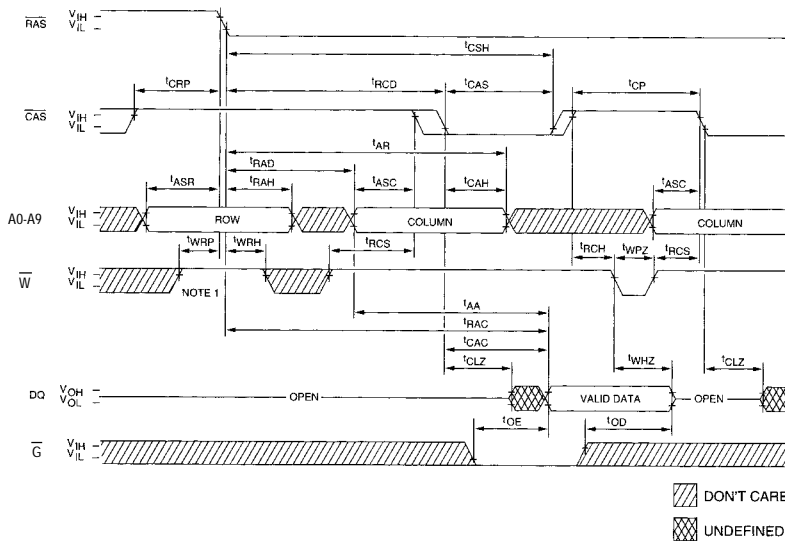 RAS VIH VIL
tCSH
tCRP tRCD tCAS tCP
CAS VIH VIL
tAR
tRAD
tASR tRAH tASC tCAH tASC
A0-A9 VIH VIL ROW COLUMN COLUMN
tWRP tWRH tRCS tRCH tWPZ tRCS
W VIH VIL
NOTE 1
tAA
tRAC
tCAC
tCLZ tWHZ tCLZ
DQ VOH VOL OPEN VALID DATA OPEN
tOE tOD
G VIH VIL
DON'T CARE
UNDEFINED